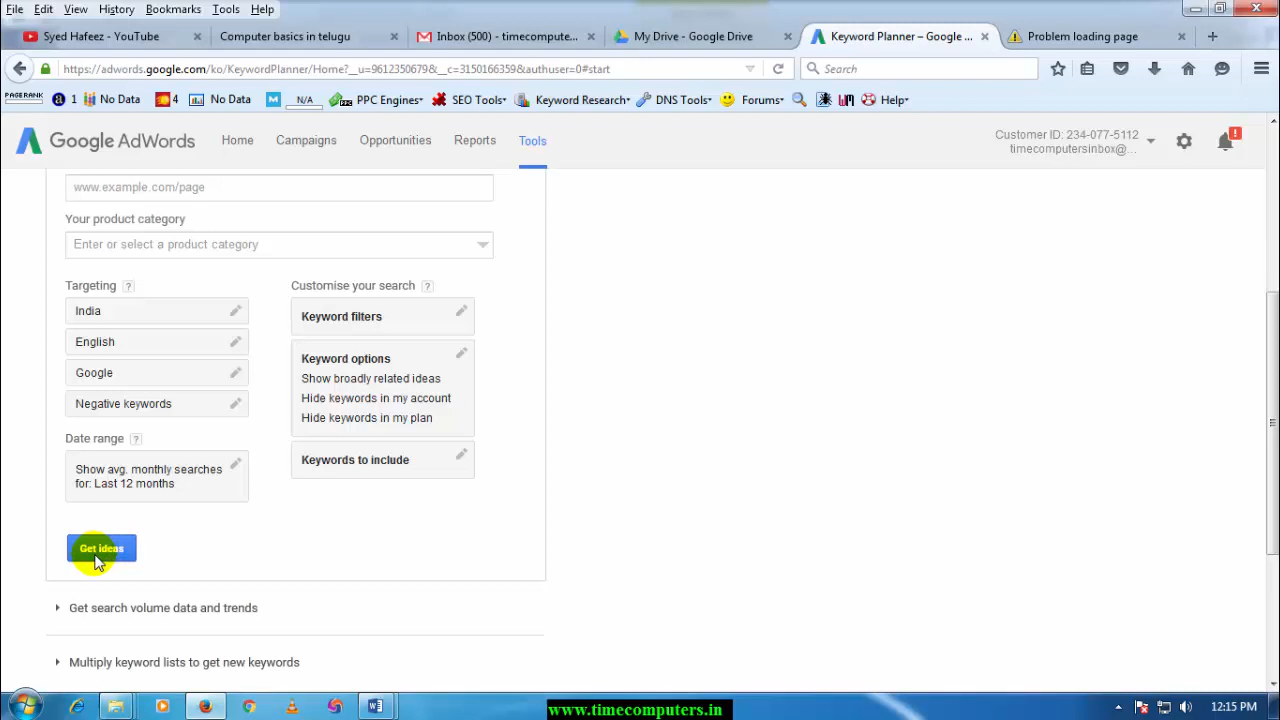 File Edit View History Bookmarks Tools Help
Syed Hafeez - YouTube
Computer basics in telugu
Inbox (500) - timecompute...
My Drive - Google Drive
Keyword Planner – Google ...
Problem loading page
https://adwords.google.com/ko/KeywordPlanner/Home?__u=9612350679&__c=3150166359&authuser=0#start
Search
PAGERANK 1 No Data 4 No Data N/A PPC Engines SEO Tools Keyword Research DNS Tools Forums Help
Google AdWords Home Campaigns Opportunities Reports Tools
Customer ID: 234-077-5112
timecomputersinbox@...
www.example.com/page
Your product category
Enter or select a product category
Targeting ?
India
English
Google
Negative keywords
Date range ?
Show avg. monthly searches
for: Last 12 months
Customise your search ?
Keyword filters
Keyword options
Show broadly related ideas
Hide keywords in my account
Hide keywords in my plan
Keywords to include
Get ideas
Get search volume data and trends
Multiply keyword lists to get new keywords
www.timecomputers.in
12:15 PM